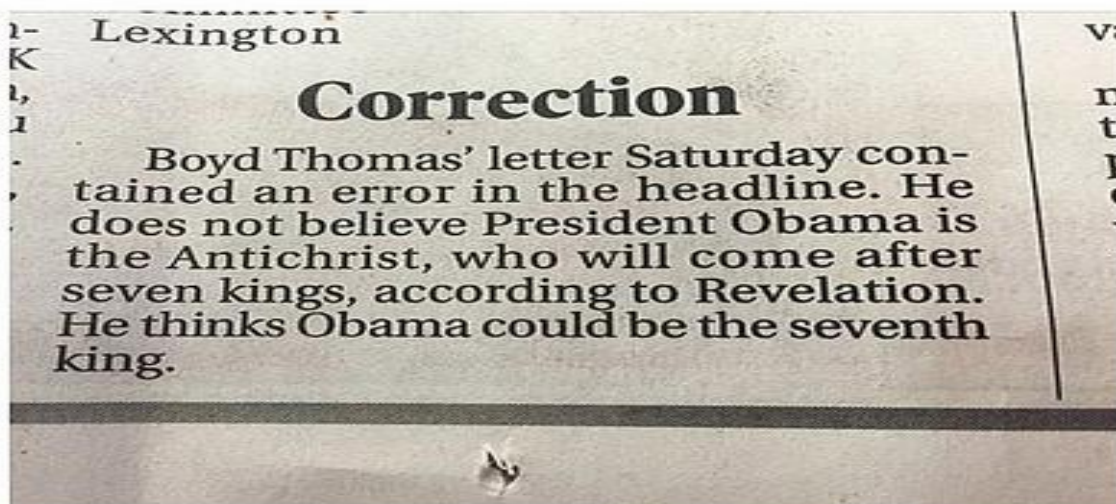 Lexington
K
Correction
Boyd Thomas' letter Saturday con-
tained an error in the headline. He
does not believe President Obama is
the Antichrist, who will come after
seven kings, according to Revelation.
He thinks Obama could be the seventh
king.